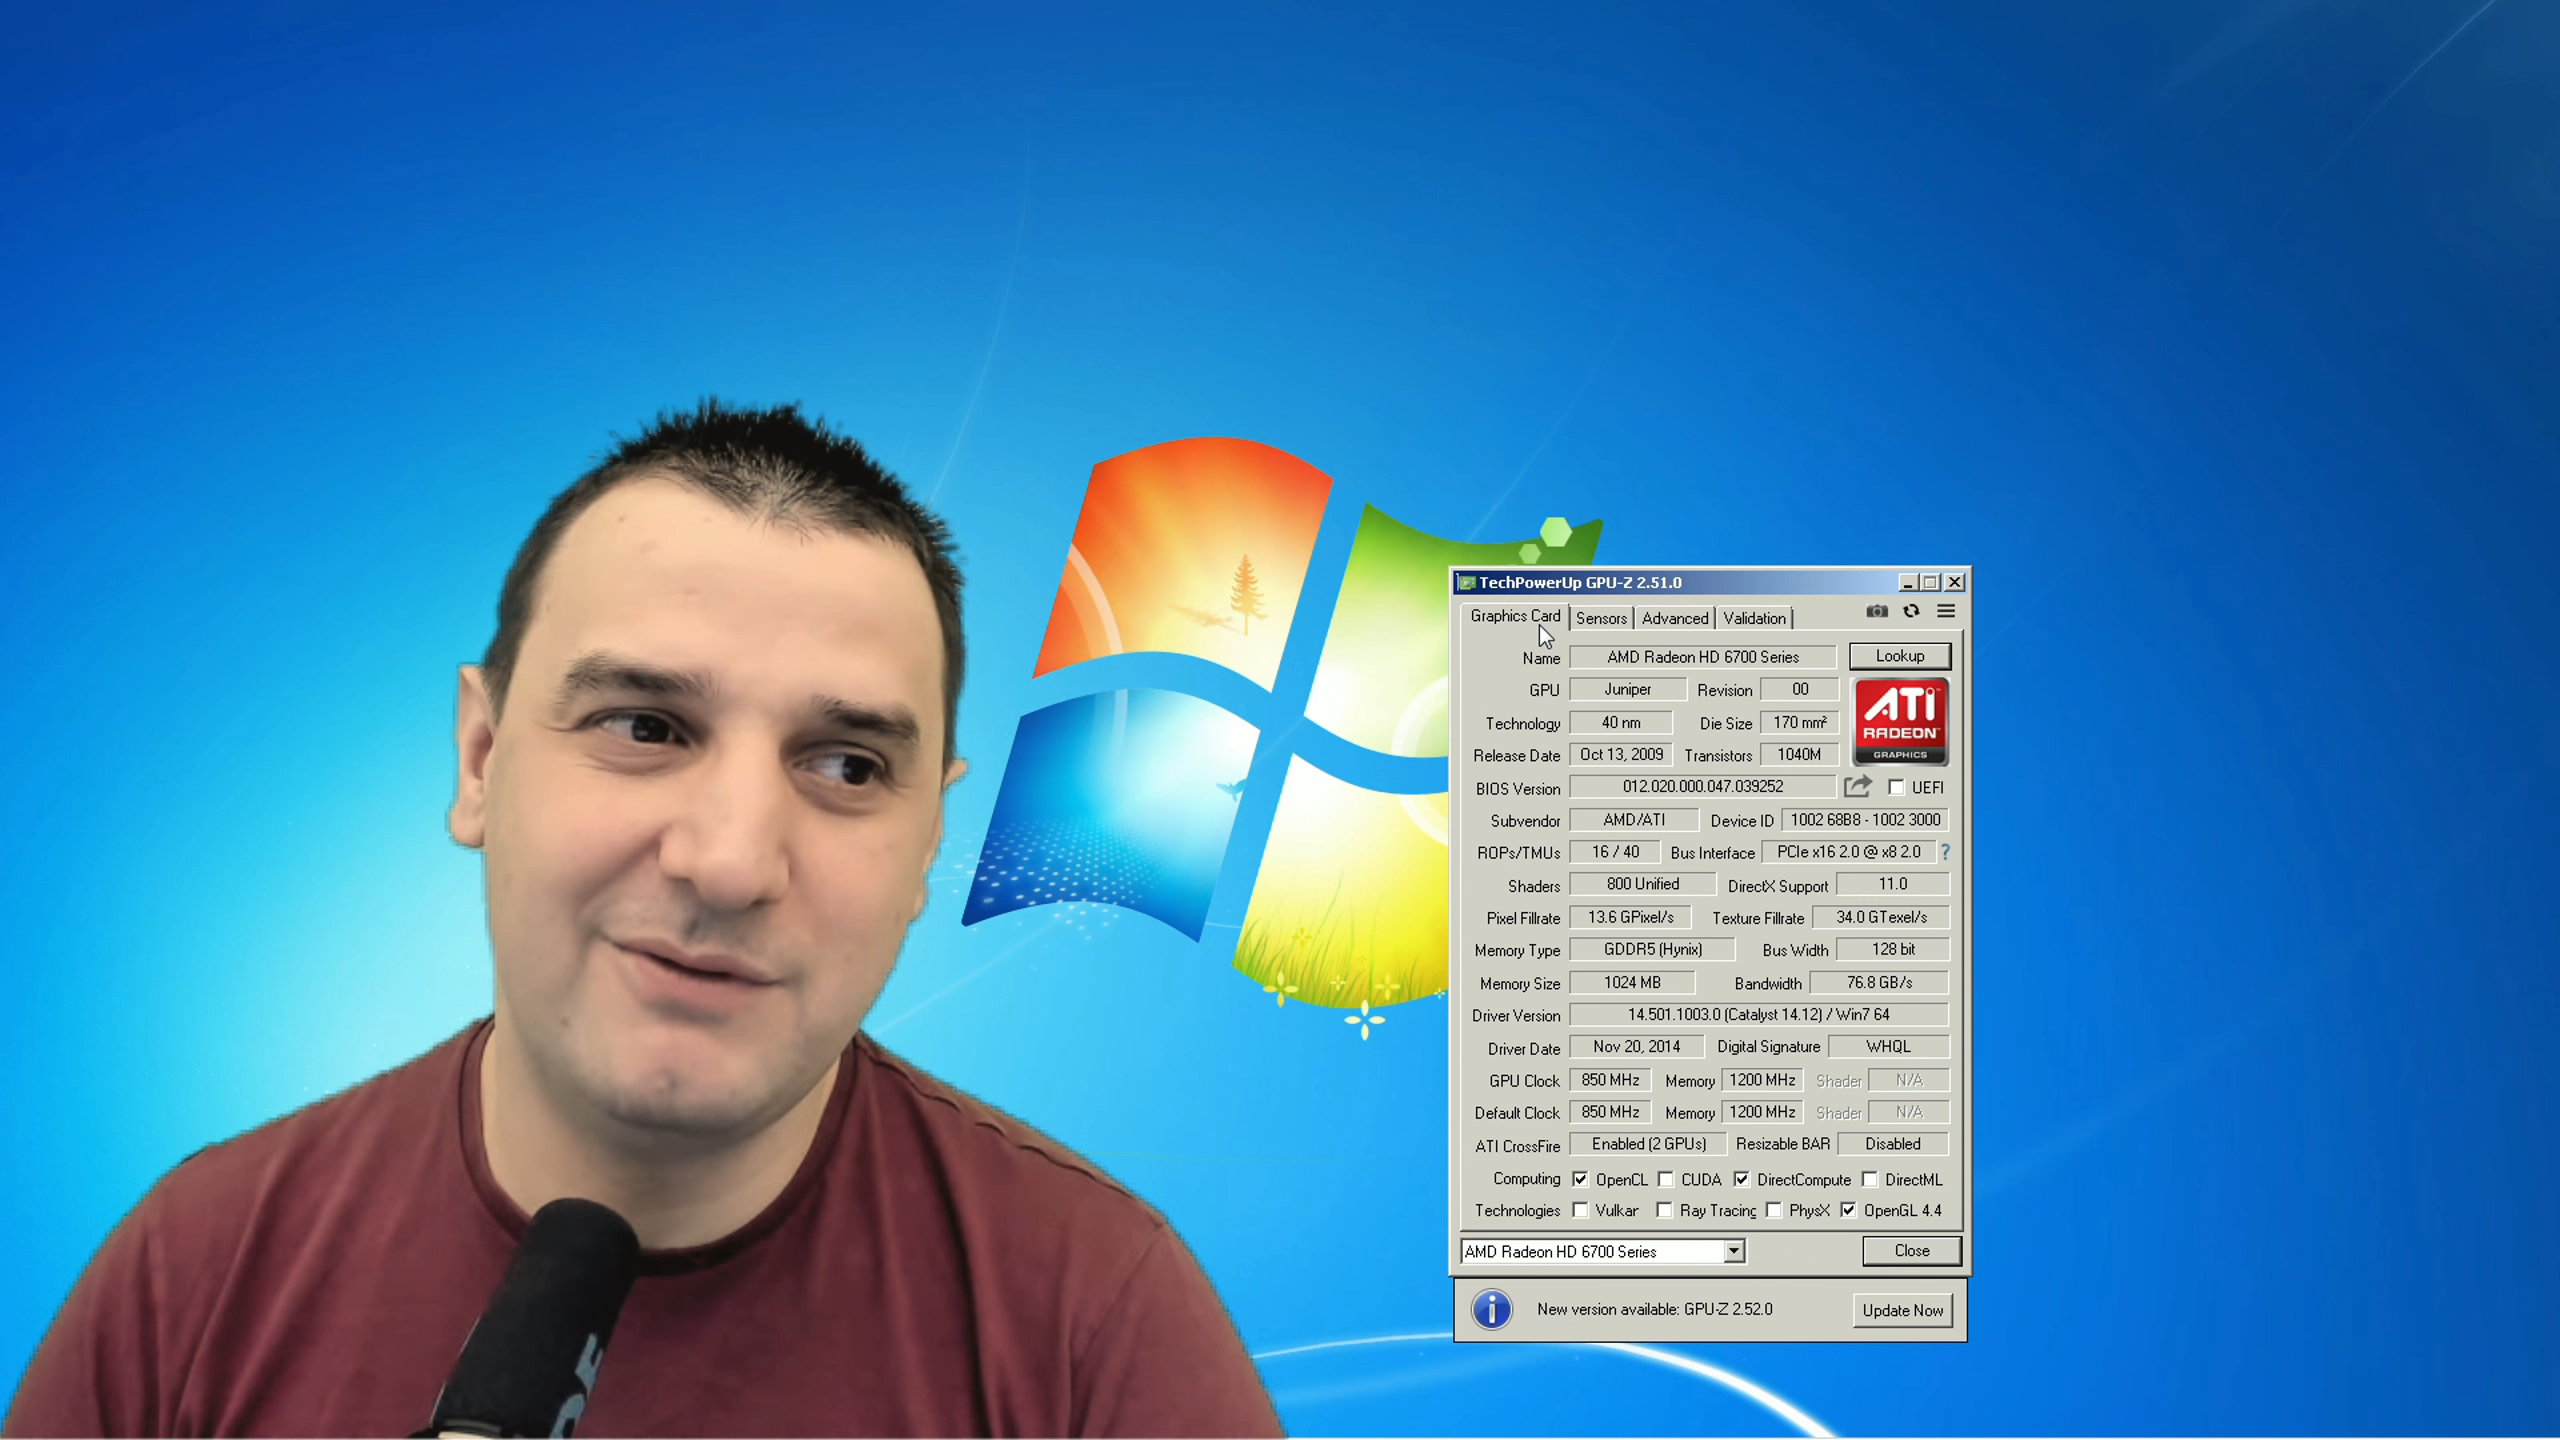 TechPowerUp GPU-Z 2.51.0
Graphics Card Sensors Advanced Validation
Name AMD Radeon HD 6700 Series Lookup
GPU Juniper Revision 00
ATI RADEON GRAPHICS
Technology 40 nm Die Size 170 mm²
Release Date Oct 13, 2009 Transistors 1040M
BIOS Version 012.020.000.047.039252 UEFI
Subvendor AMD/ATI Device ID 1002 68B8 - 1002 3000
ROPs/TMUs 16 / 40 Bus Interface PCIe x16 2.0 @ x8 2.0 ?
Shaders 800 Unified DirectX Support 11.0
Pixel Fillrate 13.6 GPixel/s Texture Fillrate 34.0 GTexel/s
Memory Type GDDR5 (Hynix) Bus Width 128 bit
Memory Size 1024 MB Bandwidth 76.8 GB/s
Driver Version 14.501.1003.0 (Catalyst 14.12) / Win7 64
Driver Date Nov 20, 2014 Digital Signature WHQL
GPU Clock 850 MHz Memory 1200 MHz Shader N/A
Default Clock 850 MHz Memory 1200 MHz Shader N/A
ATI CrossFire Enabled (2 GPUs) Resizable BAR Disabled
Computing OpenCL CUDA DirectCompute DirectML
Technologies Vulkan Ray Tracing PhysX OpenGL 4.4
AMD Radeon HD 6700 Series Close
New version available: GPU-Z 2.52.0 Update Now